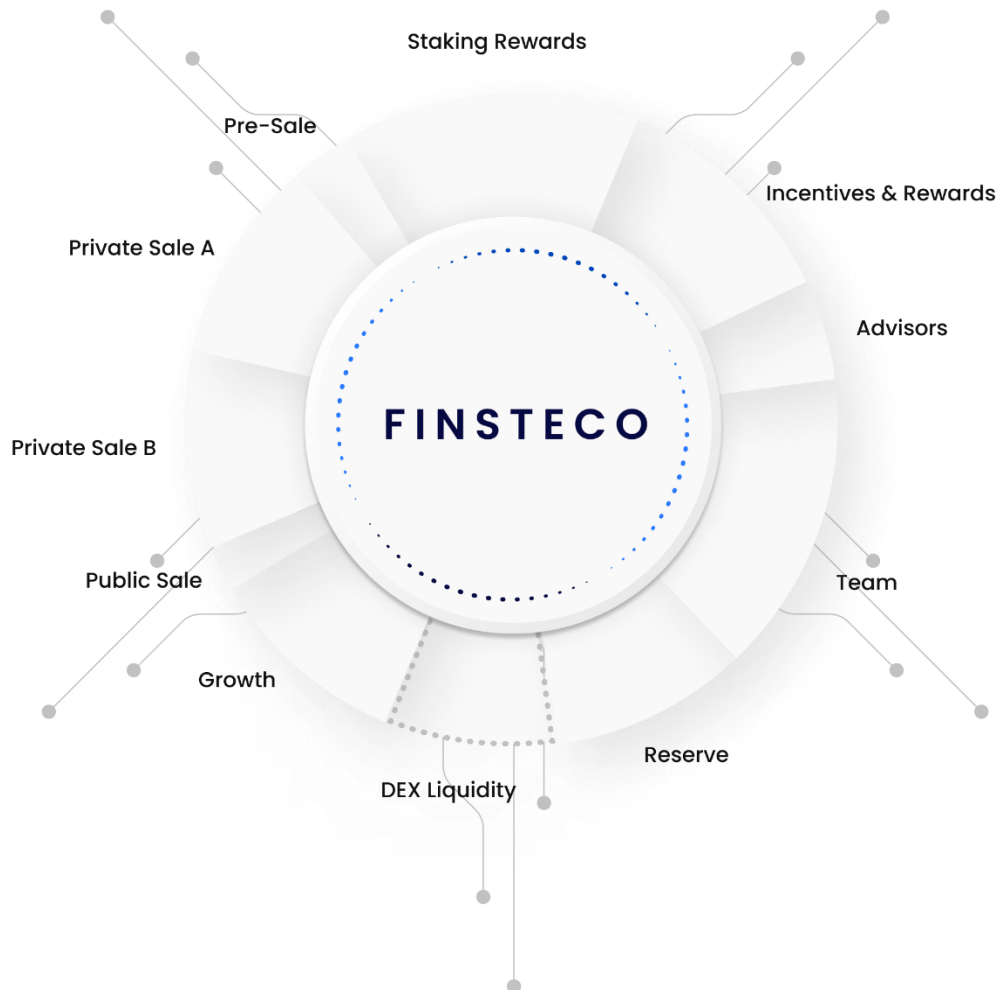 Staking Rewards
Pre-Sale
Incentives & Rewards
Private Sale A
Advisors
FINSTECO
Private Sale B
Public Sale
Team
Growth
Reserve
DEX Liquidity